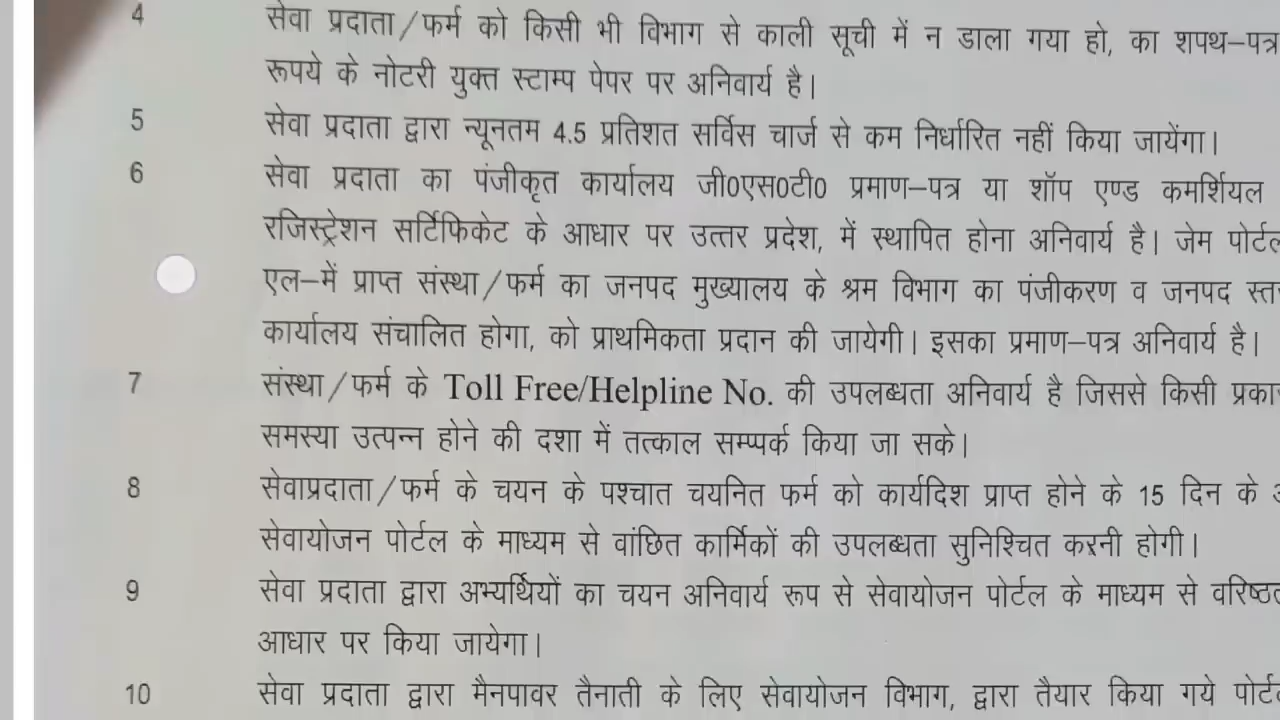 4 सेवा प्रदाता/फर्म को किसी भी विभाग से काली सूची में न डाला गया हो, का शपथ–पत्र
रूपये के नोटरी युक्त स्टाम्प पेपर पर अनिवार्य है।
5 सेवा प्रदाता द्वारा न्यूनतम 4.5 प्रतिशत सर्विस चार्ज से कम निर्धारित नहीं किया जायेंगा।
6 सेवा प्रदाता का पंजीकृत कार्यालय जी0एस0टी0 प्रमाण–पत्र या शॉप एण्ड कमर्शियल
रजिस्ट्रेशन सर्टिफिकेट के आधार पर उत्तर प्रदेश, में स्थापित होना अनिवार्य है। जेम पोर्टल
एल–में प्राप्त संस्था/फर्म का जनपद मुख्यालय के श्रम विभाग का पंजीकरण व जनपद
कार्यालय संचालित होगा, को प्राथमिकता प्रदान की जायेगी। इसका प्रमाण–पत्र अनिवार्य है।
7 संस्था/फर्म के Toll Free/Helpline No. की उपलब्धता अनिवार्य है जिससे किसी
समस्या उत्पन्न होने की दशा में तत्काल सम्पर्क किया जा सके।
8 सेवाप्रदाता/फर्म के चयन के पश्चात चयनित फर्म को कार्यदिश प्राप्त होने के 15 दिन के
सेवायोजन पोर्टल के माध्यम से वांछित कार्मिकों की उपलब्धता सुनिश्चित करनी होगी।
9 सेवा प्रदाता द्वारा अभ्यर्थियों का चयन अनिवार्य रूप से सेवायोजन पोर्टल के माध्यम से
आधार पर किया जायेगा।
10 सेवा प्रदाता द्वारा मैनपावर तैनाती के लिए सेवायोजन विभाग, द्वारा तैयार किया गये